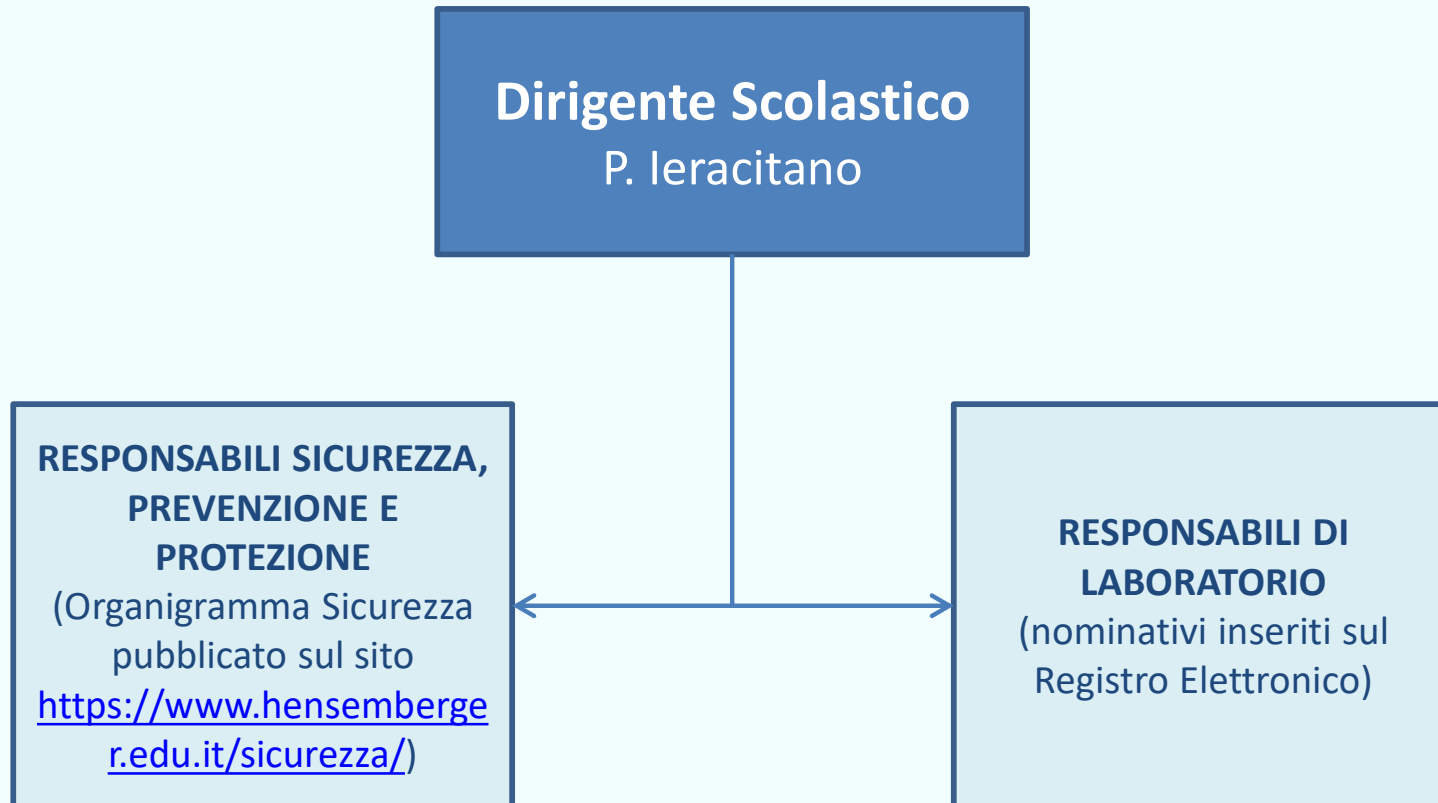 Dirigente Scolastico
P. Ieracitano
RESPONSABILI SICUREZZA,
PREVENZIONE E
PROTEZIONE
(Organigramma Sicurezza
pubblicato sul sito
https://www.hensemberge
r.edu.it/sicurezza/)
RESPONSABILI DI
LABORATORIO
(nominativi inseriti sul
Registro Elettronico)